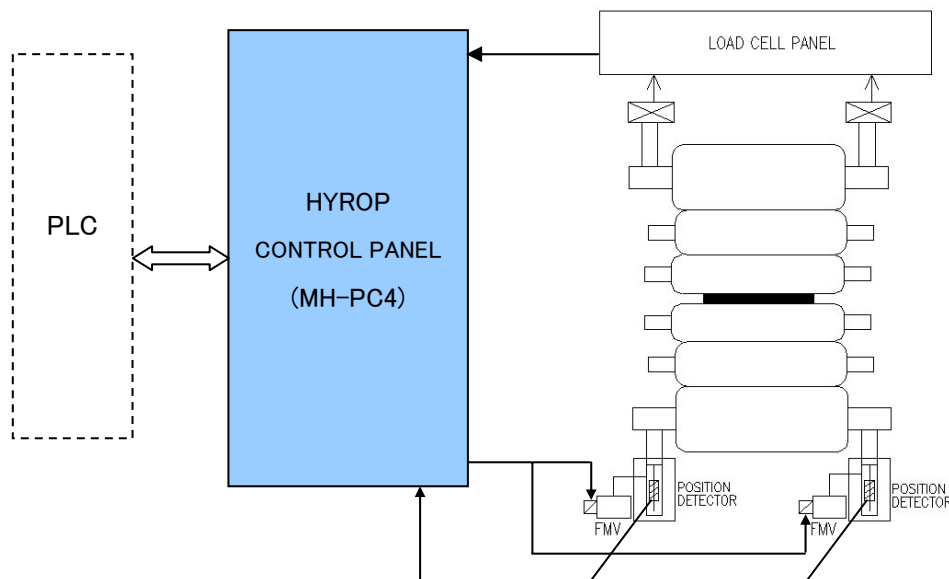 LOAD CELL PANEL
PLC
HYROP
CONTROL PANEL
(MH-PC4)
POSITION
DETECTOR
FMV
POSITION
DETECTOR
FMV